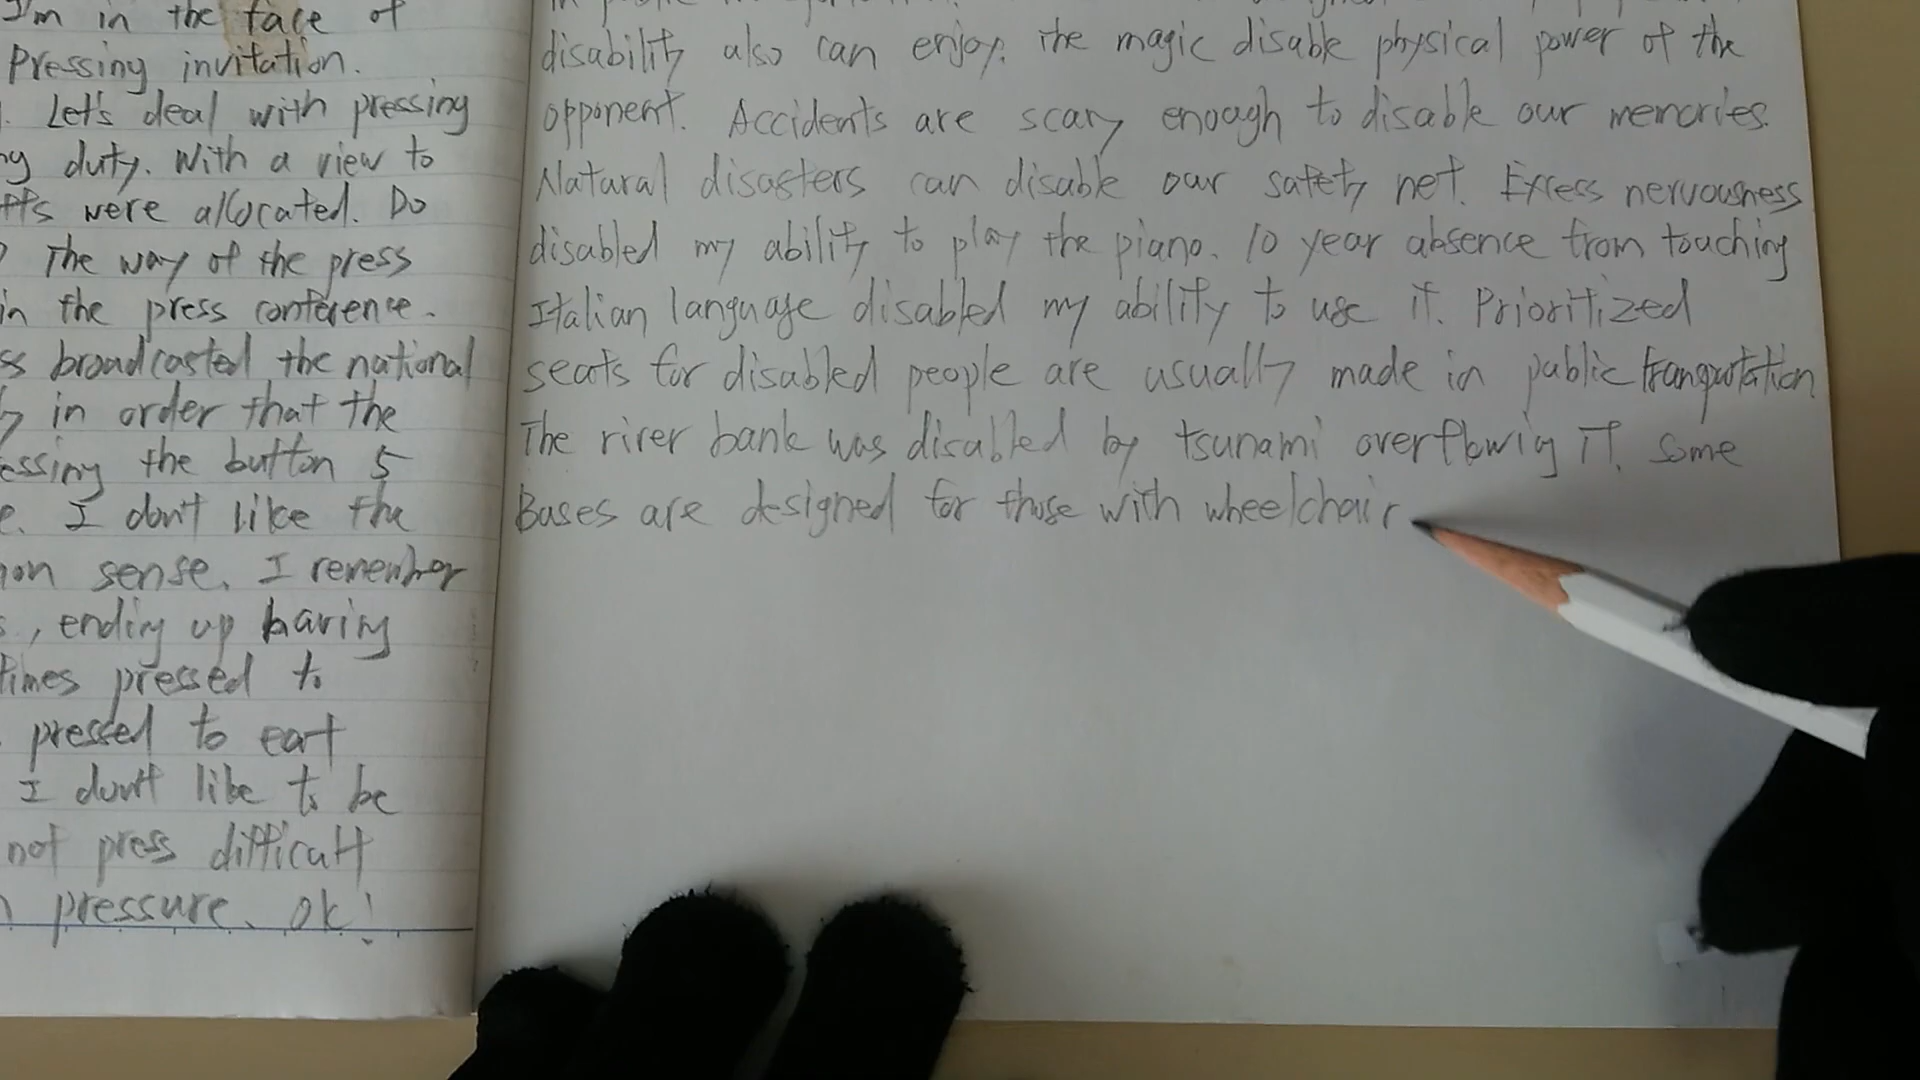 I'm in the face of
pressing invitation.
. Let's deal with pressing
duty. With a view to
were allocated. Do
? The way of the press
in the press conference.
broadcasted the national
in order that the
the button 5
I don't like the
sense. I remember
, ending up having
times pressed to
pressed to eart
I don't like to be
not press difficult
pressure. ok!
disability also can enjoy. The magic disable physical power of the
opponent. Accidents are scary enough to disable our memories.
Natural disasters can disable our safety net. Excess nervousness
disabled my ability to play the piano. 10 year absence from touching
Italian language disabled my ability to use it. Prioritized
seats for disabled people are usually made in public
The river bank was disabled by tsunami overflowig it. Some
Buses are designed for those with wheelchair